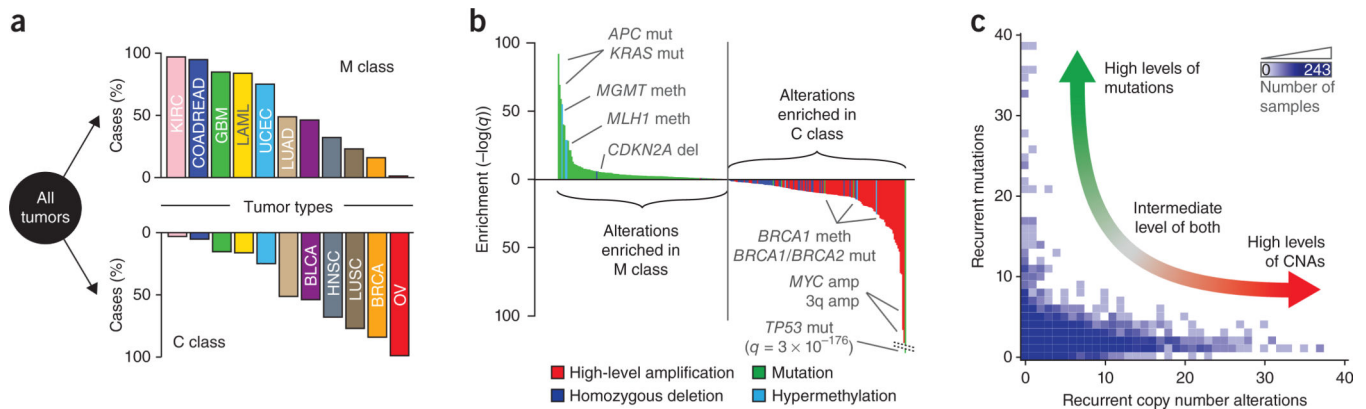 a
100
50
0
Cases (%)
M class
KIRC
COADREAD
GBM
LAML
UCEC
LUAD
All
tumors
Tumor types
0
50
100
Cases (%)
C class
BLCA
HNSC
LUSC
BRCA
OV
b
100
50
0
50
100
Enrichment (–log(q))
APC mut
KRAS mut
MGMT meth
MLH1 meth
CDKN2A del
Alterations
enriched in
C class
Alterations
enriched in
M class
BRCA1 meth
BRCA1/BRCA2 mut
MYC amp
3q amp
TP53 mut
(q = 3 × 10⁻¹⁷⁶)
High-level amplification
Mutation
Homozygous deletion
Hypermethylation
c
40
30
20
10
0
Recurrent mutations
High levels of
mutations
0 243
Number of
samples
Intermediate
level of both
High levels
of CNAs
0 10 20 30 40
Recurrent copy number alterations